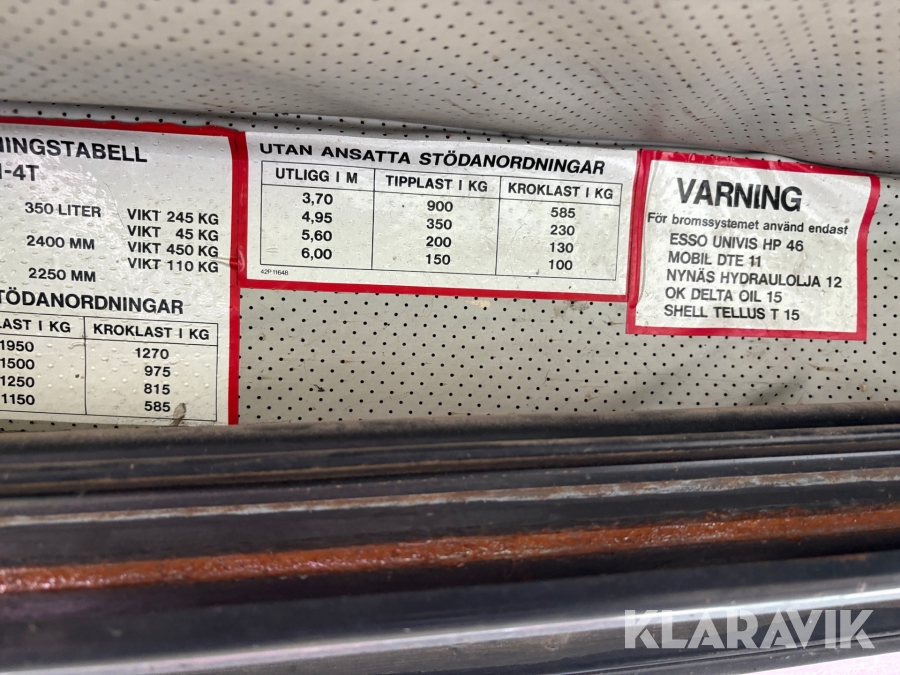 NINGSTABELL
-4T
350 LITER VIKT 245 KG
VIKT 45 KG
2400 MM VIKT 450 KG
VIKT 110 KG
2250 MM
TÖDANORDNINGAR
LAST I KG KROKLAST I KG
1950 1270
1500 975
1250 815
1150 585
UTAN ANSATTA STÖDANORDNINGAR
UTLIGG I M TIPPLAST I KG KROKLAST I KG
3,70 900 585
4,95 350 230
5,60 200 130
6,00 150 100
42P11648
VARNING
För bromssystemet använd endast
ESSO UNIVIS HP 46
MOBIL DTE 11
NYNÄS HYDRAULOLJA 12
OK DELTA OIL 15
SHELL TELLUS T 15
KLARAVIK